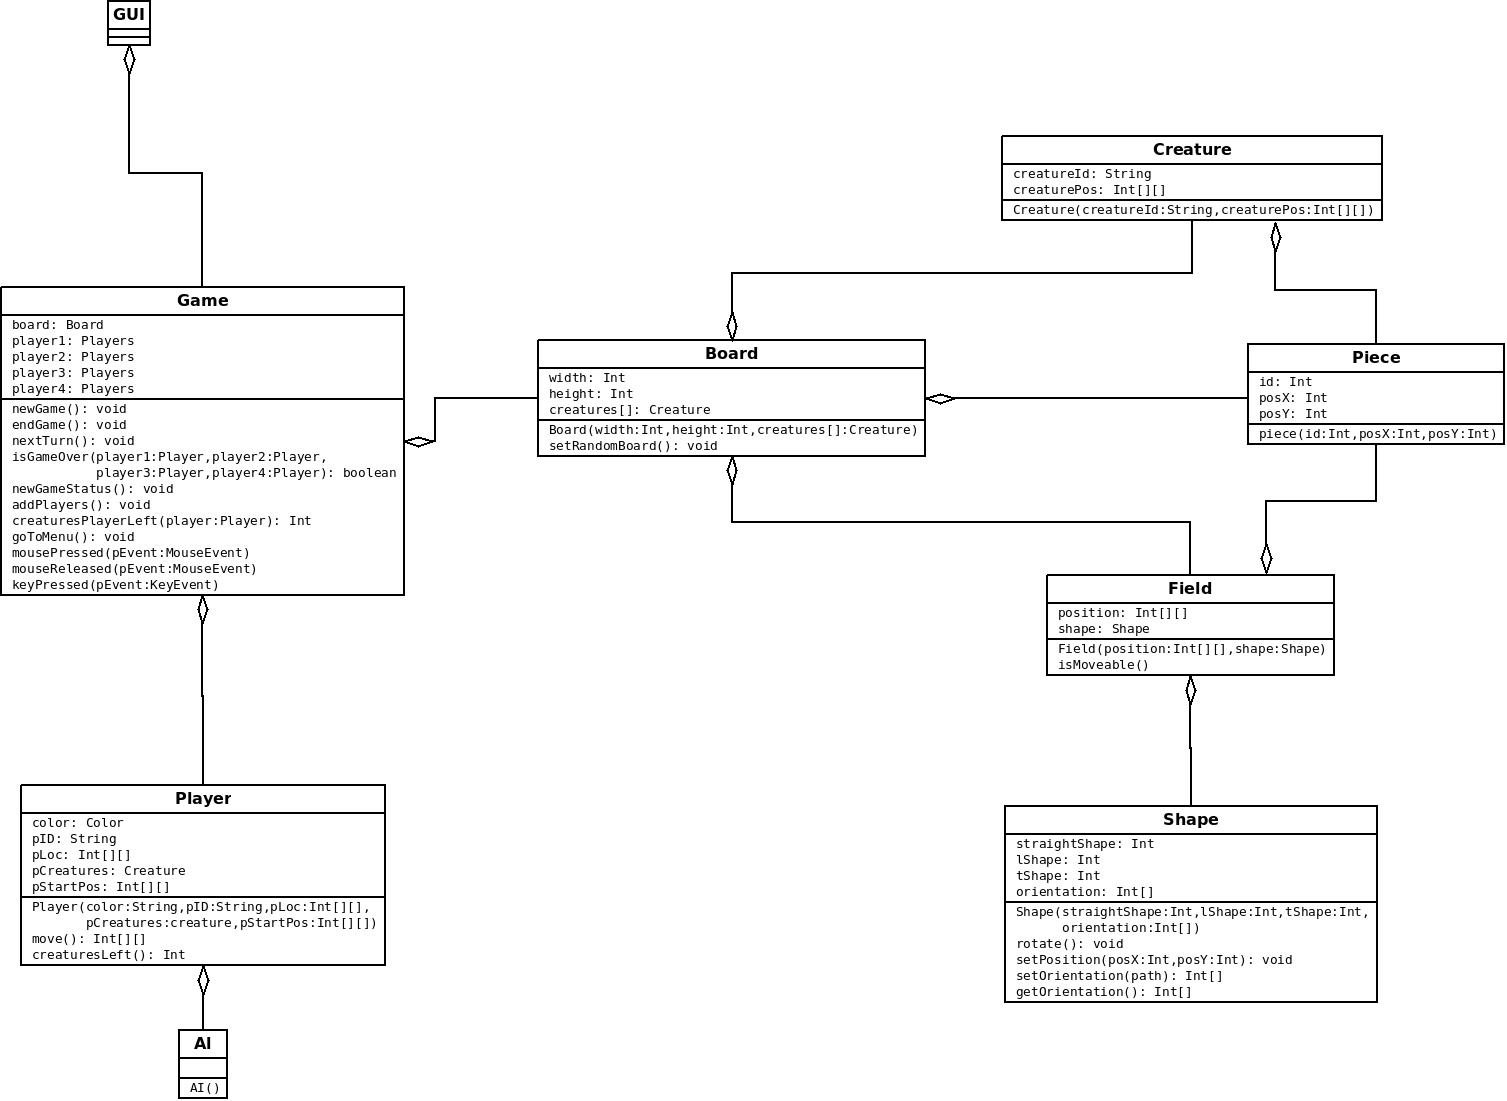 GUI
Creature
creatureId: String
creaturePos: Int[][]
Creature(creatureId:String,creaturePos:Int[][])
Game
board: Board
player1: Players
player2: Players
player3: Players
player4: Players
newGame(): void
endGame(): void
nextTurn(): void
isGameOver(player1:Player,player2:Player,
player3:Player,player4:Player): boolean
newGameStatus(): void
addPlayers(): void
creaturesPlayerLeft(player:Player): Int
goToMenu(): void
mousePressed(pEvent:MouseEvent)
mouseReleased(pEvent:MouseEvent)
keyPressed(pEvent:KeyEvent)
Board
width: Int
height: Int
creatures[]: Creature
Board(width:Int,height:Int,creatures[]:Creature)
setRandomBoard(): void
Piece
id: Int
posX: Int
posY: Int
piece(id:Int,posX:Int,posY:Int)
Field
position: Int[][]
shape: Shape
Field(position:Int[][],shape:Shape)
isMoveable()
Player
color: Color
pID: String
pLoc: Int[][]
pCreatures: Creature
pStartPos: Int[][]
Player(color:String,pID:String,pLoc:Int[][],
pCreatures:creature,pStartPos:Int[][])
move(): Int[][]
creaturesLeft(): Int
Shape
straightShape: Int
lShape: Int
tShape: Int
orientation: Int[]
Shape(straightShape:Int,lShape:Int,tShape:Int,
orientation:Int[])
rotate(): void
setPosition(posX:Int,posY:Int): void
setOrientation(path): Int[]
getOrientation(): Int[]
AI
AI()